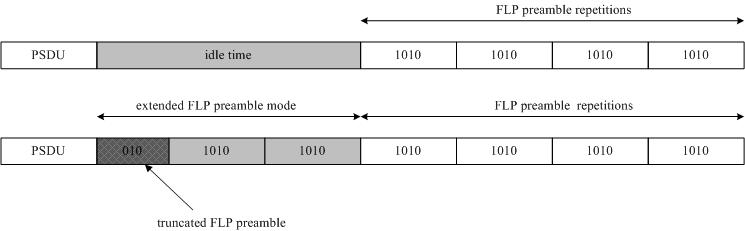 FLP preamble repetitions
PSDU idle time 1010 1010 1010 1010
extended FLP preamble mode FLP preamble repetitions
PSDU 010 1010 1010 1010 1010 1010 1010
truncated FLP preamble